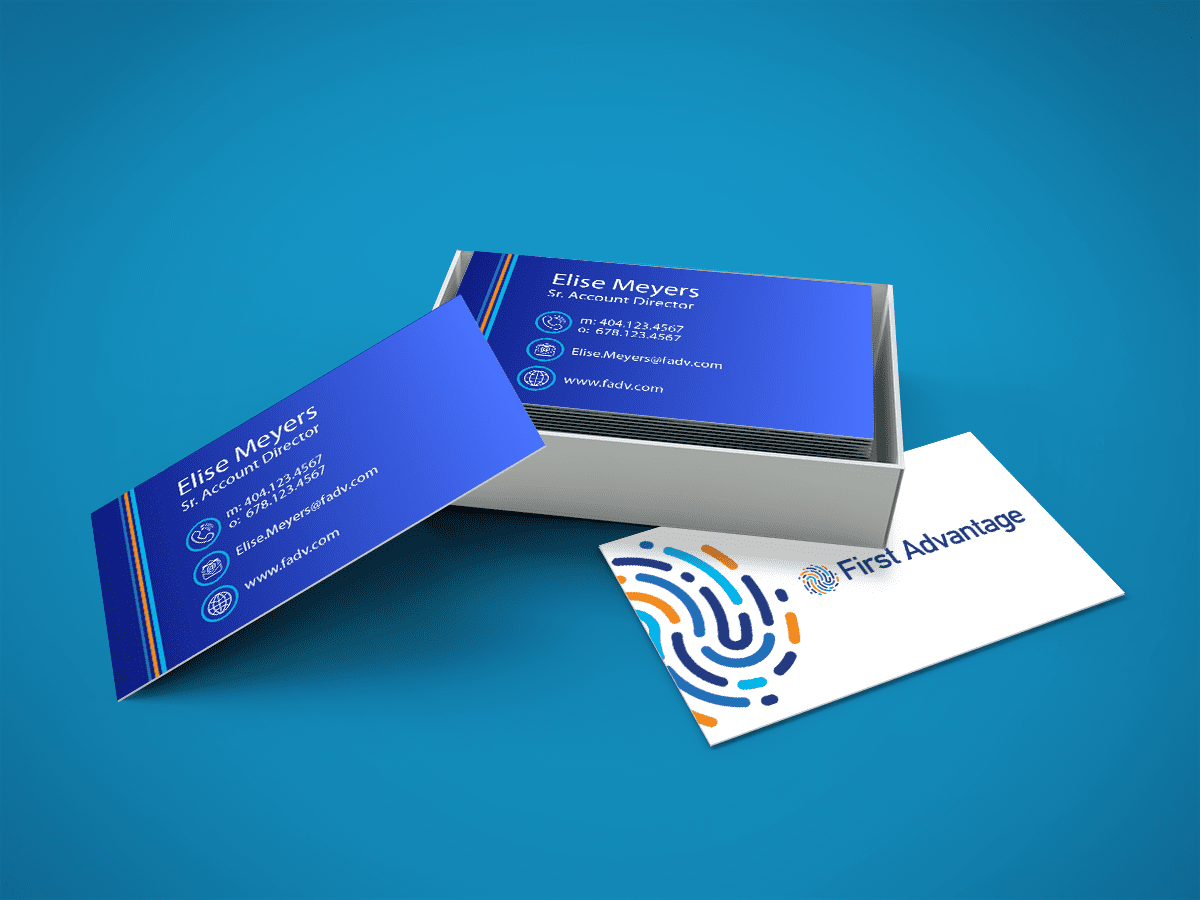 Elise Meyers
Sr. Account Director
m: 404.123.4567
o: 678.123.4567
Elise.Meyers@fadv.com
www.fadv.com
Elise Meyers
Sr. Account Director
m: 404.123.4567
o: 678.123.4567
Elise.Meyers@fadv.com
www.fadv.com
First Advantage